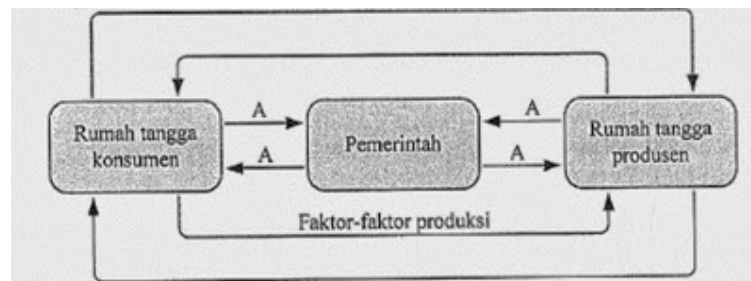 Rumah tangga
konsumen
A
A
Pemerintah
A
A
Rumah tangga
produsen
Faktor-faktor produksi